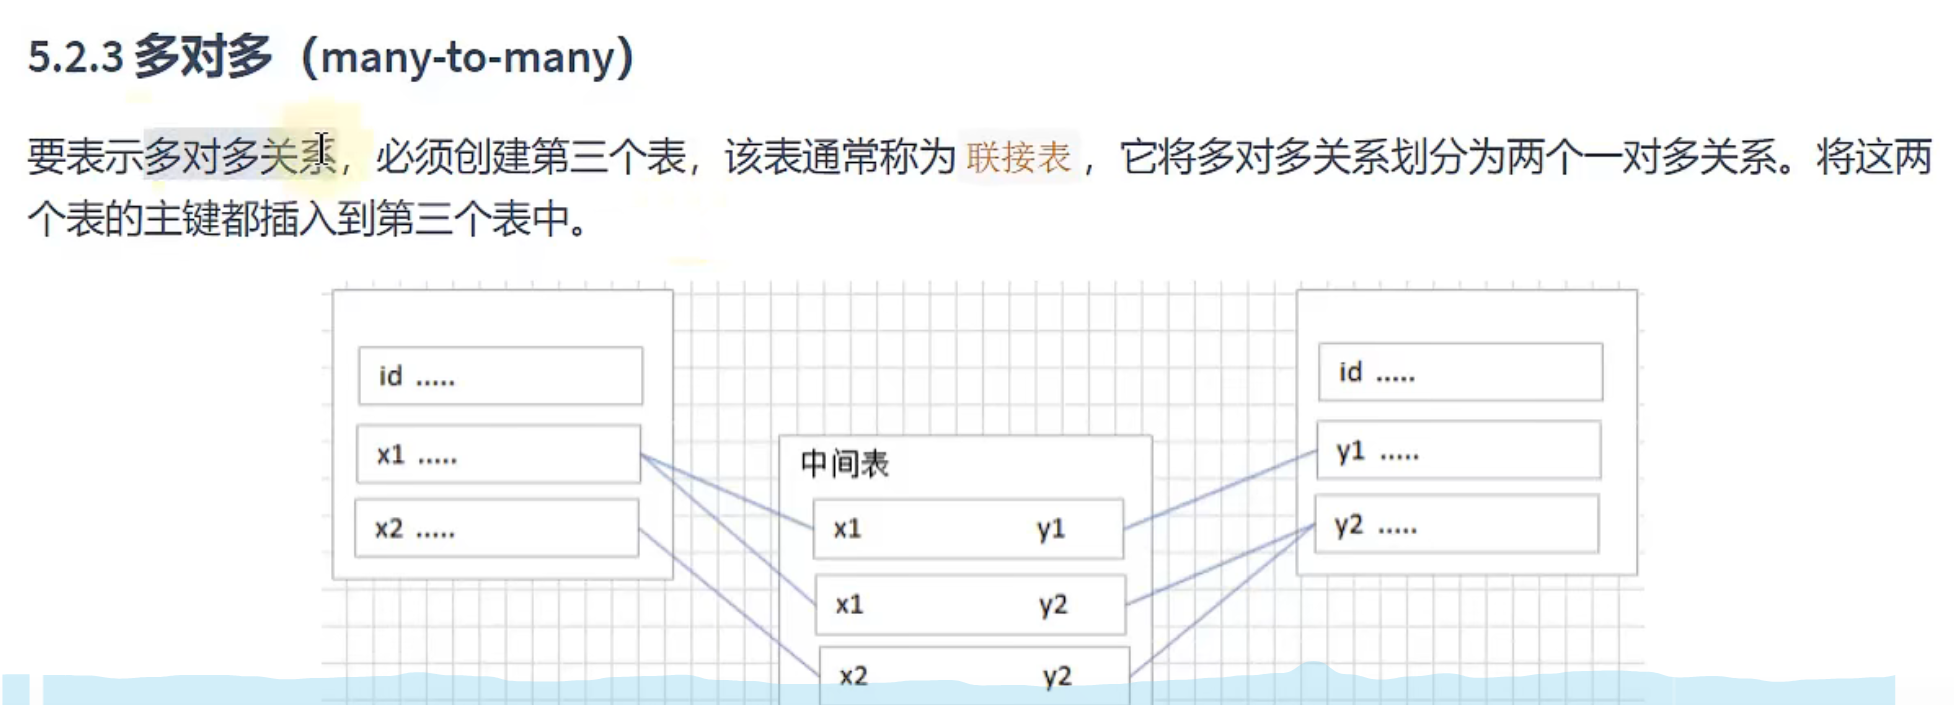 5.2.3 多对多（many-to-many）
要表示多对多关系，必须创建第三个表，该表通常称为 联接表 ，它将多对多关系划分为两个一对多关系。将这两
个表的主键都插入到第三个表中。
id .....
x1 .....
x2 .....
中间表
x1 y1
x1 y2
x2 y2
id .....
y1 .....
y2 .....